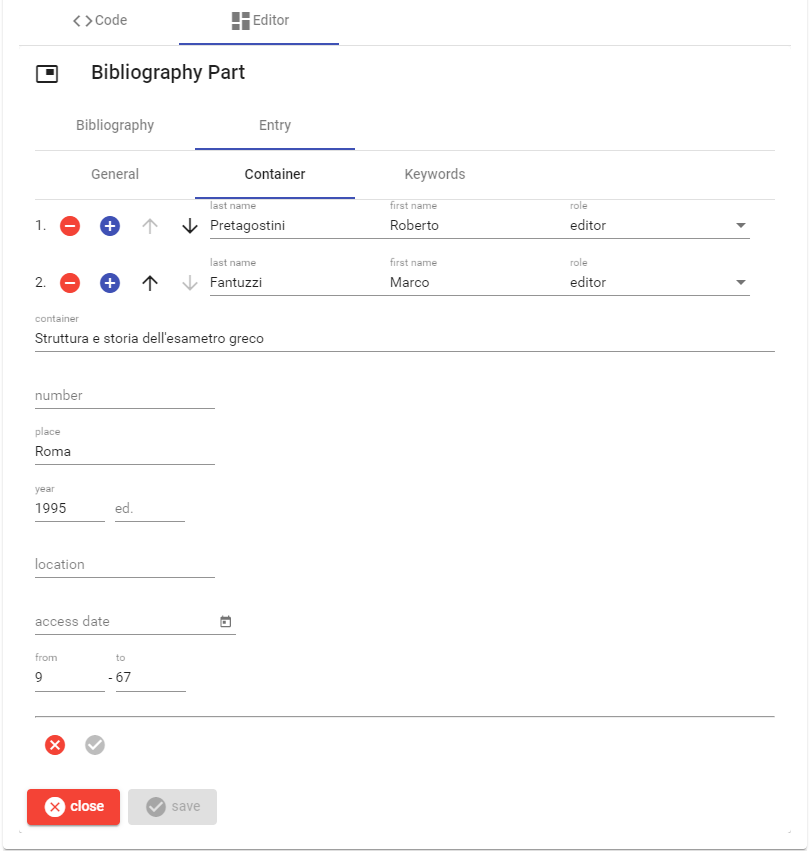 <> Code Editor
Bibliography Part
Bibliography Entry
General Container Keywords
last name first name role
1. Pretagostini Roberto editor
last name first name role
2. Fantuzzi Marco editor
container
Struttura e storia dell'esametro greco
number
place
Roma
year
1995 ed.
location
access date
from to
9 - 67
close save